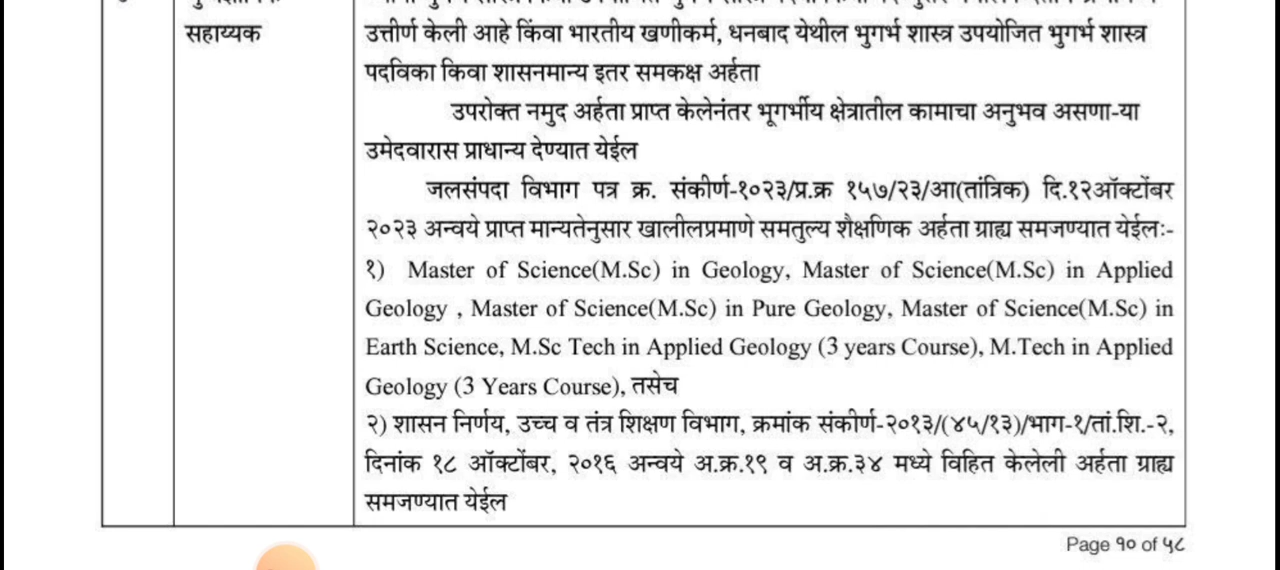 सहाय्यक
उत्तीर्ण केली आहे किंवा भारतीय खणीकर्म, धनबाद येथील भुगर्भ शास्त्र उपयोजित भुगर्भ शास्त्र
पदविका किवा शासनमान्य इतर समकक्ष अर्हता
उपरोक्त नमुद अर्हता प्राप्त केलेनंतर भूगर्भीय क्षेत्रातील कामाचा अनुभव असणा-या
उमेदवारास प्राधान्य देण्यात येईल
जलसंपदा विभाग पत्र क्र. संकीर्ण-१०२३/प्र.क्र १५७/२३/आ(तांत्रिक) दि.१२ऑक्टोंबर
२०२३ अन्वये प्राप्त मान्यतेनुसार खालीलप्रमाणे समतुल्य शैक्षणिक अर्हता ग्राह्य समजण्यात येईलः-
१) Master of Science(M.Sc) in Geology, Master of Science(M.Sc) in Applied
Geology , Master of Science(M.Sc) in Pure Geology, Master of Science(M.Sc) in
Earth Science, M.Sc Tech in Applied Geology (3 years Course), M.Tech in Applied
Geology (3 Years Course), तसेच
२) शासन निर्णय, उच्च व तंत्र शिक्षण विभाग, क्रमांक संकीर्ण-२०१३/(४५/१३)/भाग-१/तां.शि.-२,
दिनांक १८ ऑक्टोंबर, २०१६ अन्वये अ.क्र.१९ व अ.क्र.३४ मध्ये विहित केलेली अर्हता ग्राह्य
समजण्यात येईल
Page १० of ५८